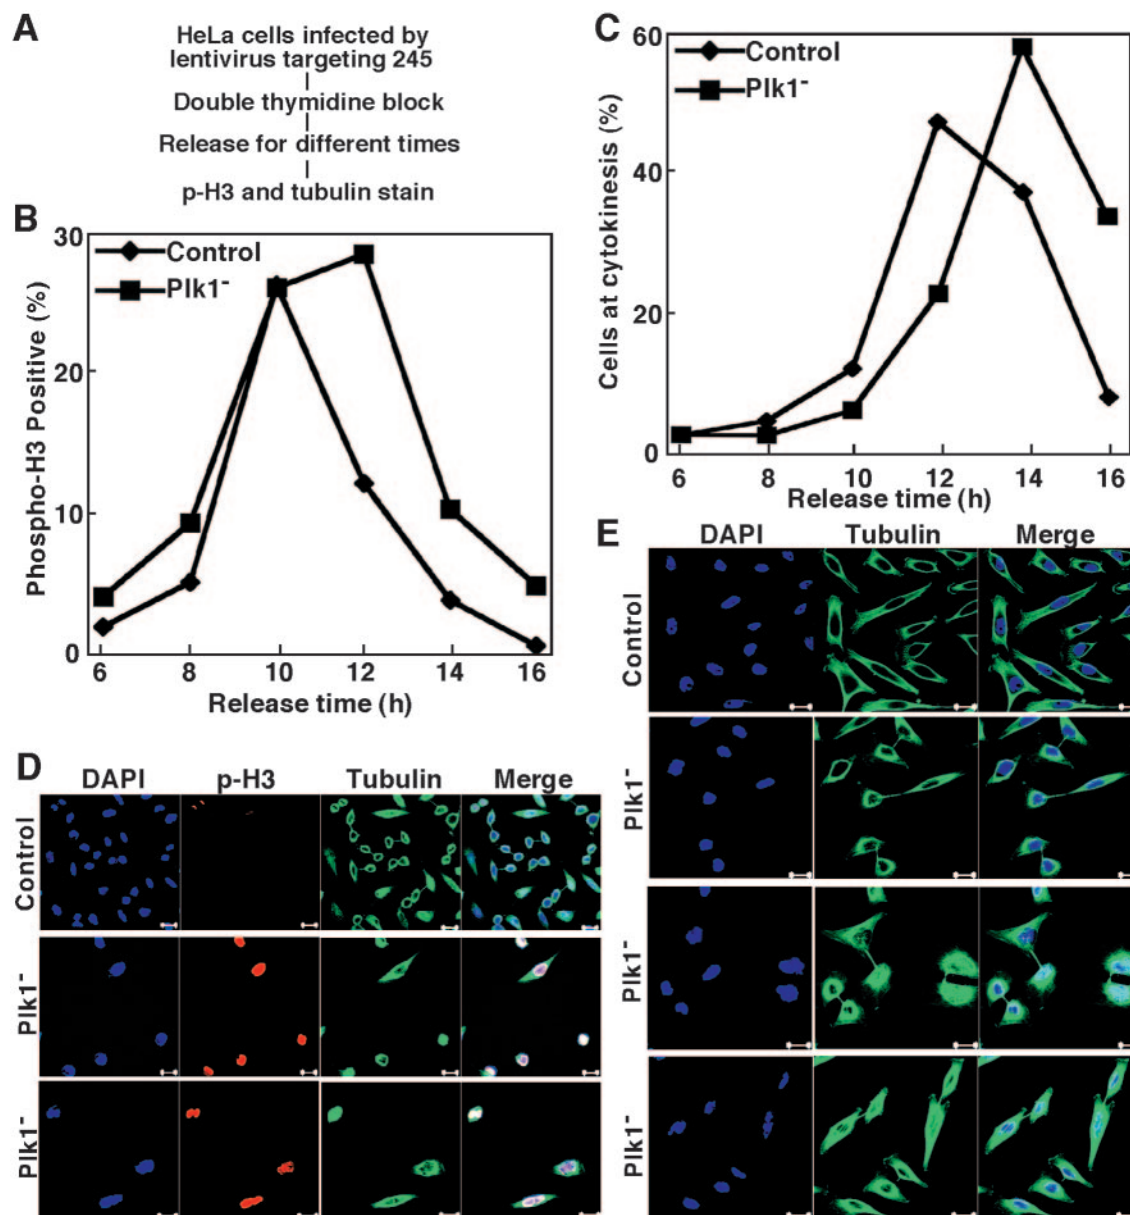 A
HeLa cells infected by
lentivirus targeting 245
Double thymidine block
Release for different times
p-H3 and tubulin stain
B
Phospho-H3 Positive (%)
30
20
10
0
Control
Plk1-
6 8 10 12 14 16
Release time (h)
C
Cells at cytokinesis (%)
60
40
20
0
Control
Plk1-
6 8 10 12 14 16
Release time (h)
D
DAPI p-H3 Tubulin Merge
Control
Plk1-
Plk1-
E
DAPI Tubulin Merge
Control
Plk1-
Plk1-
Plk1-